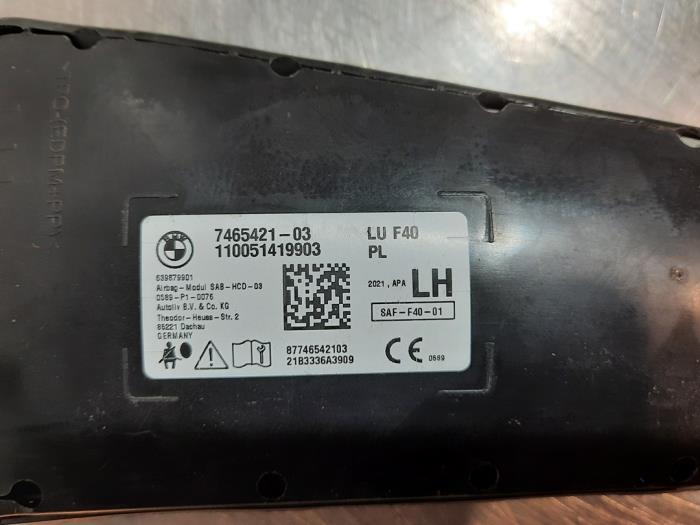 7465421-03 LU F40
110051419903 PL
639879901
Airbag-Modul SAB-HCD-03
0589-P1-0076
Autoliv B.V. & Co. KG
Theodor-Heuss-Str. 2
85221 Dachau
GERMANY
2021, APA LH
SAF-F40-01
87746542103
21B3336A3909
CE 0589
BMW